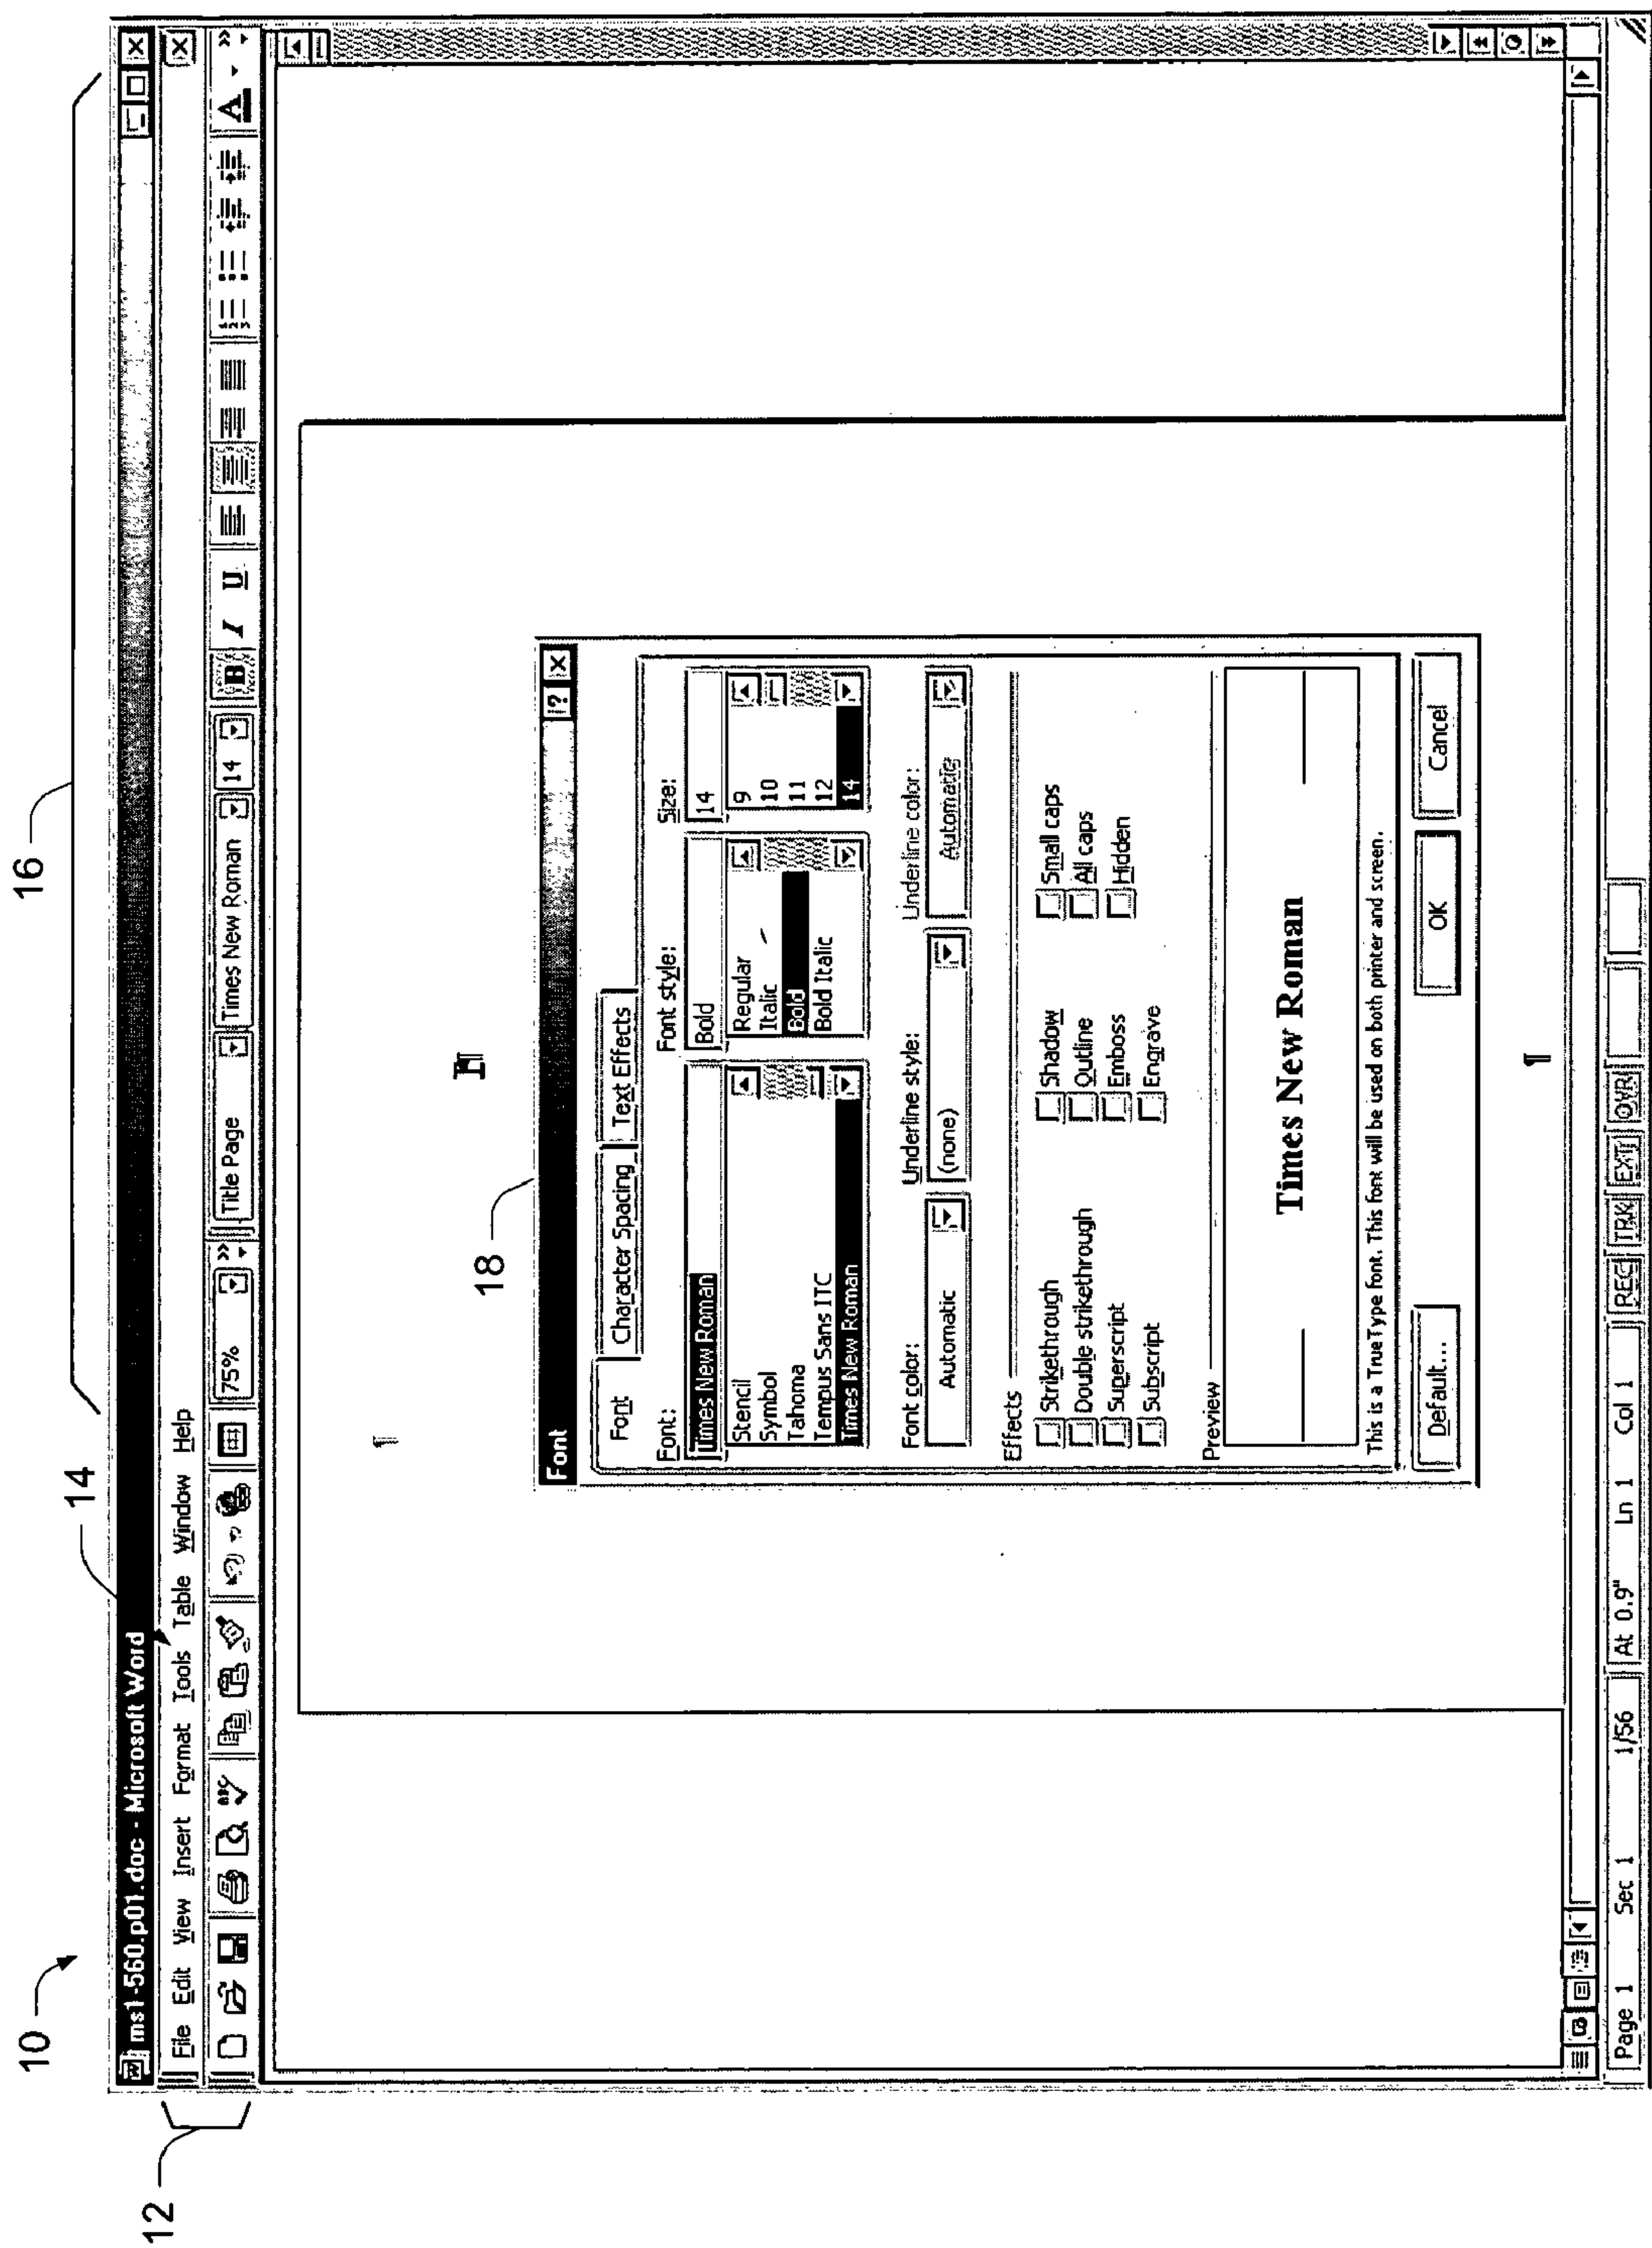 10
12
14
16
18
ms1-560.p01.doc - Microsoft Word
File Edit View Insert Format Tools Table Window Help
ABC 75% Title Page Times New Roman 14 B I U A
¶
¶
Font
Font Character Spacing Text Effects
Font: Font style: Size:
Times New Roman Bold 14
Stencil Regular 9
Symbol Italic 10
Tahoma Bold 11
Tempus Sans ITC Bold Italic 12
Times New Roman 14
Font color: Underline style: Underline color:
Automatic (none) Automatic
Effects
Strikethrough Shadow Small caps
Double strikethrough Outline All caps
Superscript Emboss Hidden
Subscript Engrave
Preview
Times New Roman
This is a TrueType font. This font will be used on both printer and screen.
Default... OK Cancel
¶
Page 1 Sec 1 1/56 At 0.9" Ln 1 Col 1 REC TRK EXT OVR